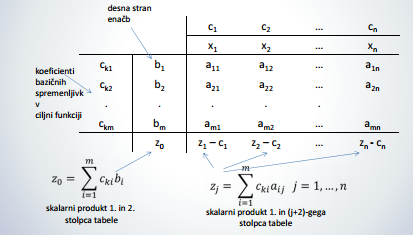 desna stran
enačb
c1 c2 ... cn
x1 x2 ... xn
koeficienti
bazičnih
spremenljivk
v
ciljni funkciji
ck1 b1 a11 a12 ... a1n
ck2 b2 a21 a22 ... a2n
. . . . .
ckm bm am1 am2 ... amn
z0 z1 – c1 z2 – c2 ... zn - cn
z0 = ∑_{i=1}^{m} cki bi
zj = ∑_{i=1}^{m} cki aij j = 1, … , n
skalarni produkt 1. in 2.
stolpca tabele
skalarni produkt 1. in (j+2)-gega
stolpca tabele